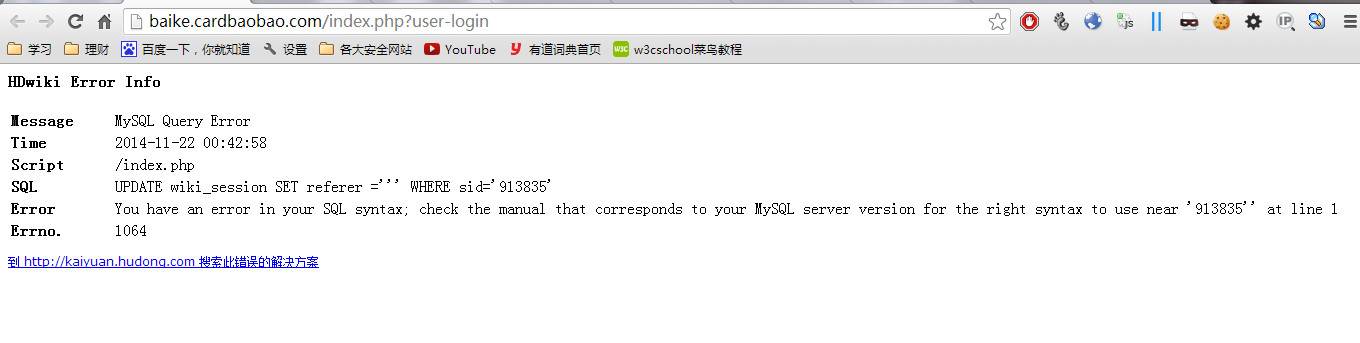 baike.cardbaobao.com/index.php?user-login
JS
IP
学习 理财 百度一下，你就知道 设置 各大安全网站 YouTube 有道词典首页 W3C w3cschool菜鸟教程
HDwiki Error Info
Message MySQL Query Error
Time 2014-11-22 00:42:58
Script /index.php
SQL UPDATE wiki_session SET referer =''' WHERE sid='913835'
Error You have an error in your SQL syntax; check the manual that corresponds to your MySQL server version for the right syntax to use near '913835'' at line 1
Errno. 1064
到 http://kaiyuan.hudong.com 搜索此错误的解决方案